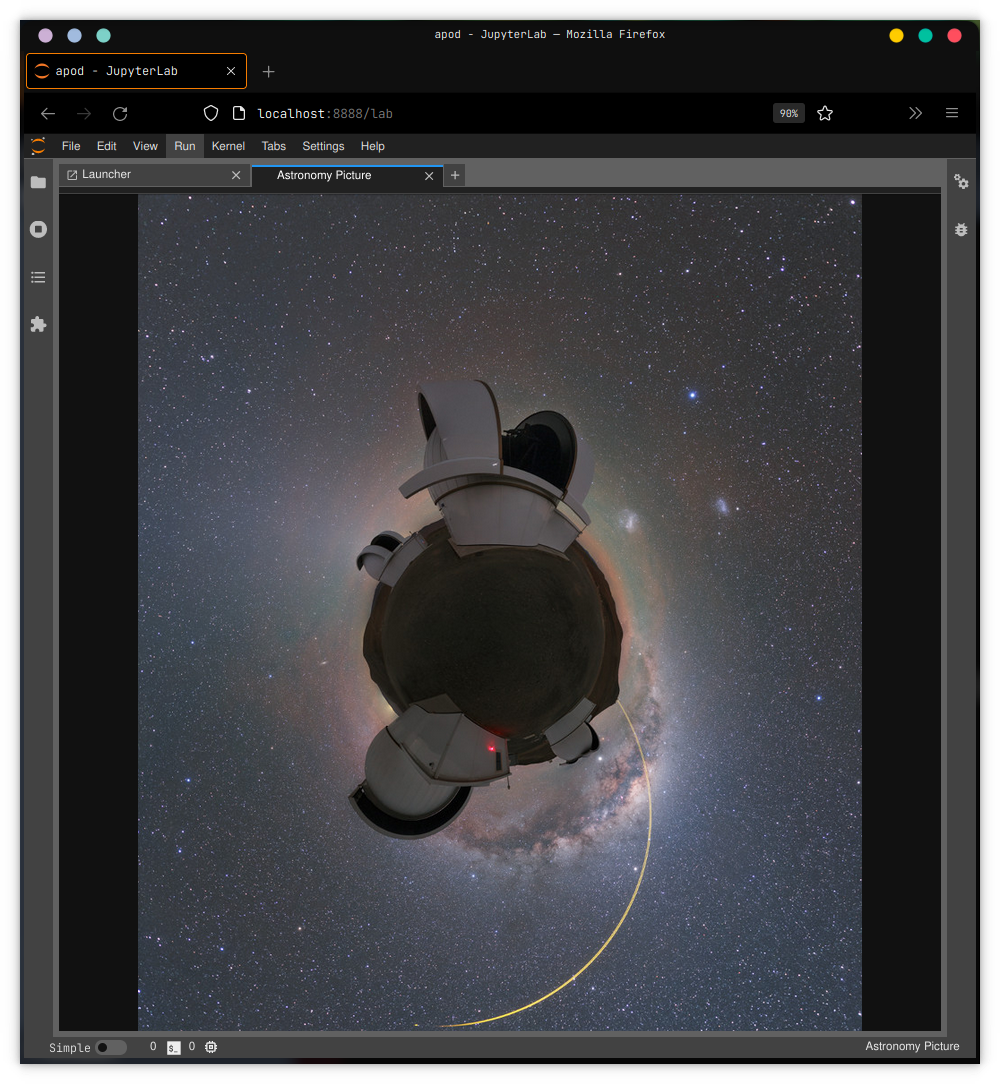 apod - JupyterLab — Mozilla Firefox
apod - JupyterLab
localhost:8888/lab
90%
File Edit View Run Kernel Tabs Settings Help
Launcher
Astronomy Picture
Simple 0 $_ 0
Astronomy Picture